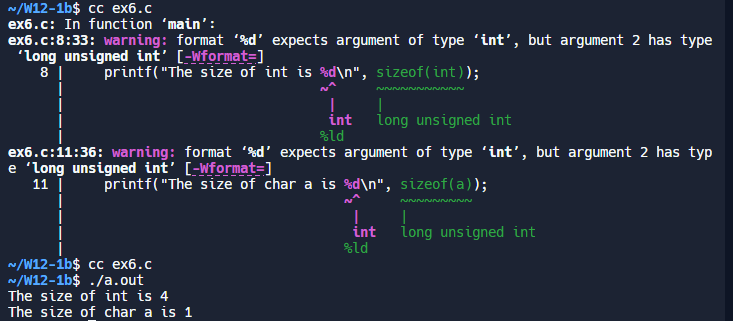 ~/W12-1b$ cc ex6.c
ex6.c: In function ‘main’:
ex6.c:8:33: warning: format ‘%d’ expects argument of type ‘int’, but argument 2 has type
 ‘long unsigned int’ [-Wformat=]
    8 |     printf("The size of int is %d\n", sizeof(int));
      |                                ~^     ~~~~~~~~~~~
      |                                 |     |
      |                                 int   long unsigned int
      |                                %ld
ex6.c:11:36: warning: format ‘%d’ expects argument of type ‘int’, but argument 2 has typ
e ‘long unsigned int’ [-Wformat=]
   11 |     printf("The size of char a is %d\n", sizeof(a));
      |                                   ~^     ~~~~~~~~~
      |                                    |     |
      |                                    int   long unsigned int
      |                                   %ld
~/W12-1b$ cc ex6.c
~/W12-1b$ ./a.out
The size of int is 4
The size of char a is 1